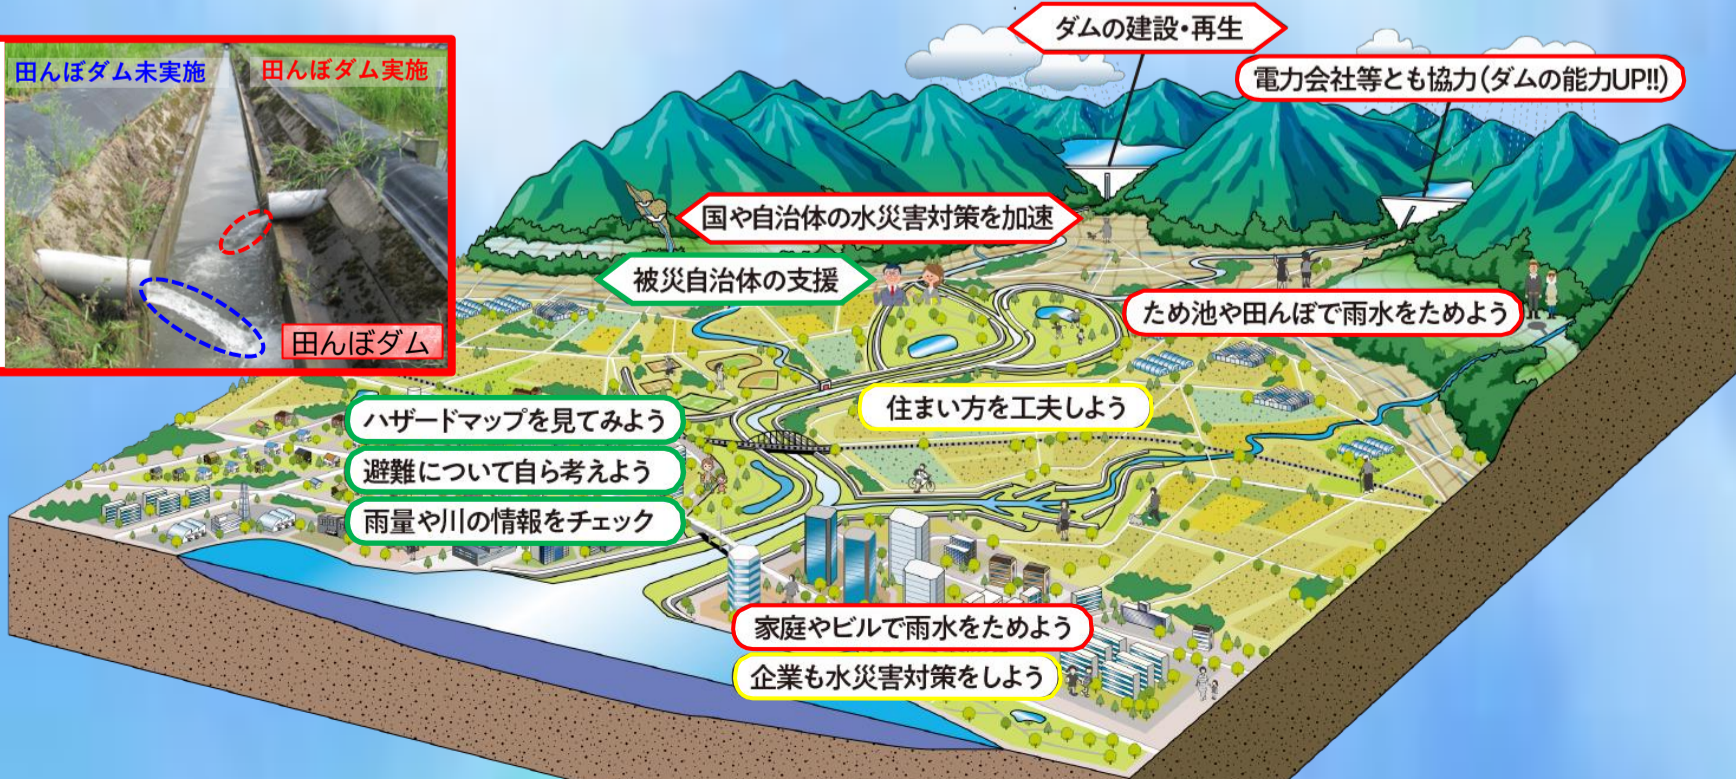 ダムの建設・再生
電力会社等とも協力(ダムの能力UP!!)
田んぼダム未実施
田んぼダム実施
田んぼダム
国や自治体の水災害対策を加速
被災自治体の支援
ため池や田んぼで雨水をためよう
住まい方を工夫しよう
ハザードマップを見てみよう
避難について自ら考えよう
雨量や川の情報をチェック
家庭やビルで雨水をためよう
企業も水災害対策をしよう